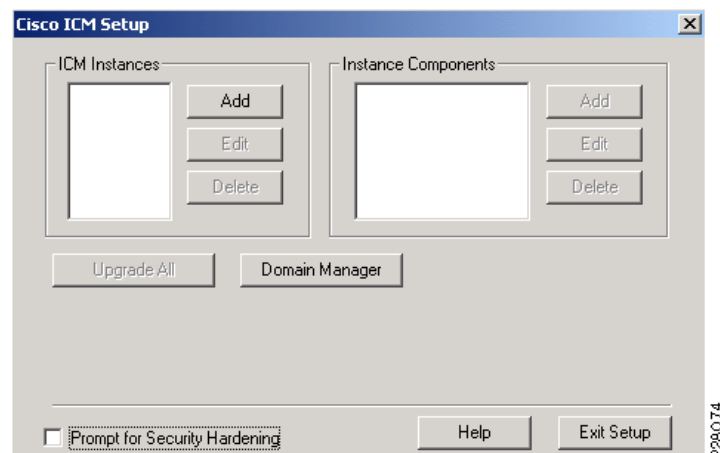 Cisco ICM Setup
ICM Instances
Instance Components
Add
Add
Edit
Edit
Delete
Delete
Upgrade All
Domain Manager
Prompt for Security Hardening
Help
Exit Setup
228074